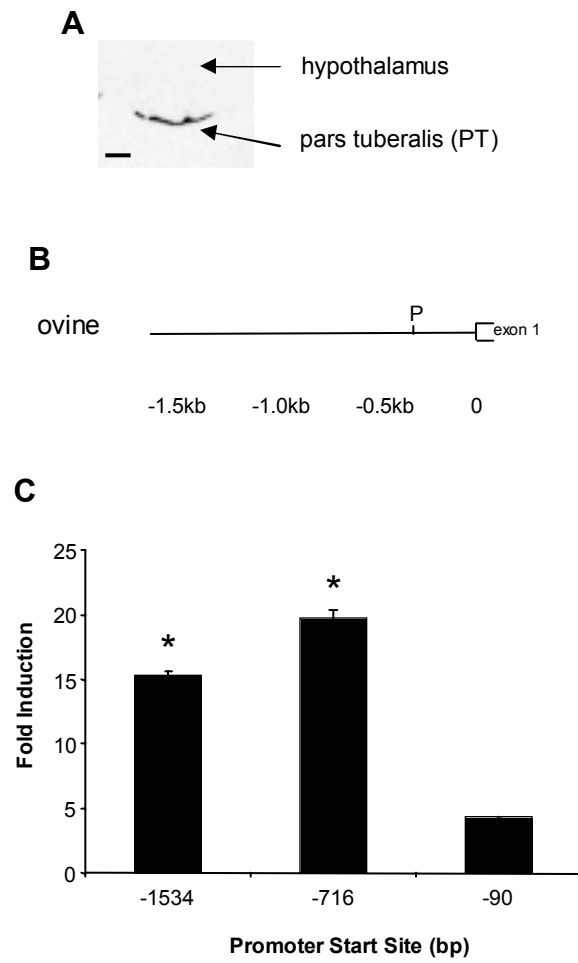 A
hypothalamus
pars tuberalis (PT)
B
ovine
P
exon 1
-1.5kb -1.0kb -0.5kb 0
C
25
*
20
*
15
10
5
0
Fold Induction
-1534 -716 -90
Promoter Start Site (bp)